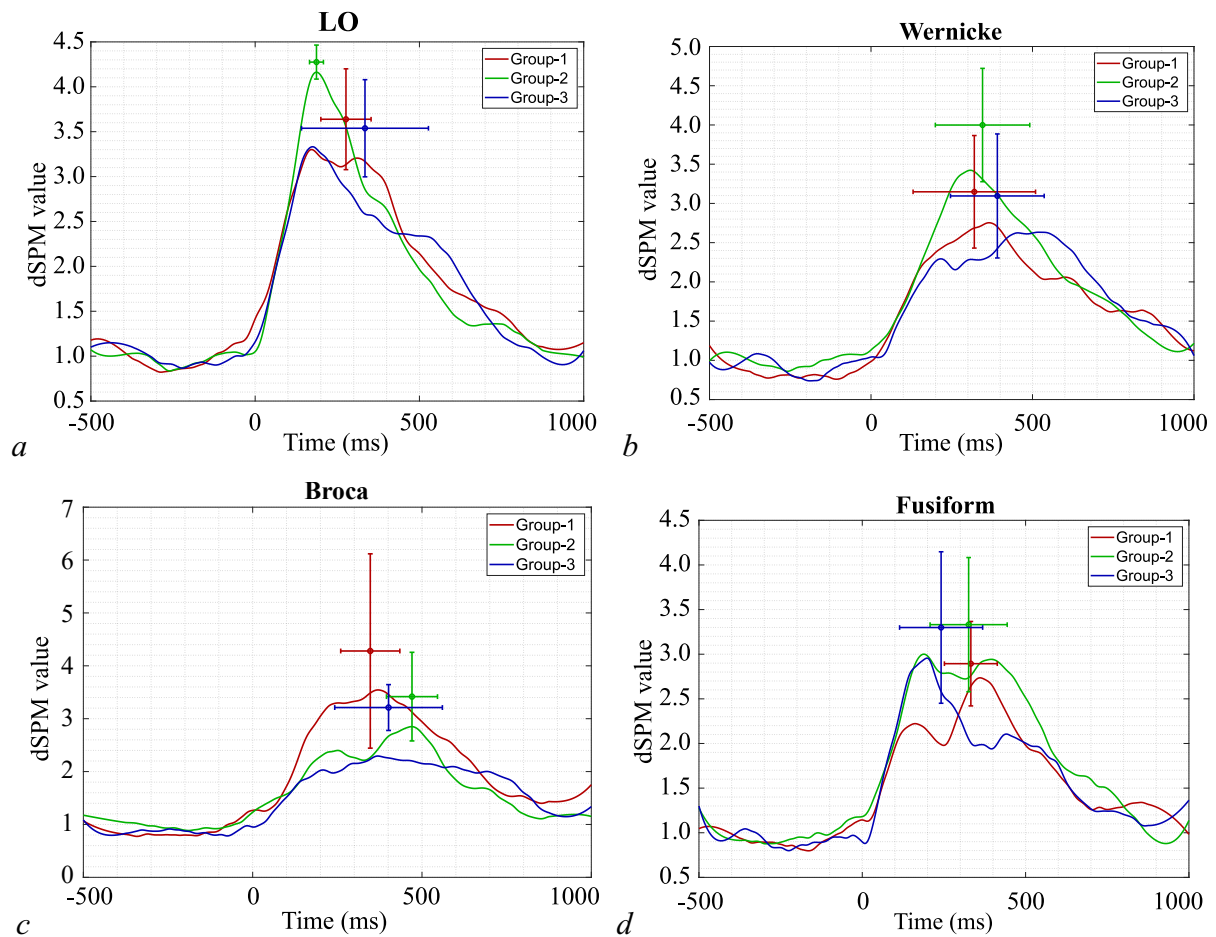 LO
4.5
4.0
3.5
3.0
2.5
2.0
1.5
1.0
0.5
dSPM value
Group-1
Group-2
Group-3
-500
0
500
1000
Time (ms)
a
Wernicke
5.0
4.5
4.0
3.5
3.0
2.5
2.0
1.5
1.0
0.5
dSPM value
Group-1
Group-2
Group-3
-500
0
500
1000
Time (ms)
b
Broca
7
6
5
4
3
2
1
0
dSPM value
Group-1
Group-2
Group-3
-500
0
500
1000
Time (ms)
c
Fusiform
4.5
4.0
3.5
3.0
2.5
2.0
1.5
1.0
0.5
dSPM value
Group-1
Group-2
Group-3
-500
0
500
1000
Time (ms)
d